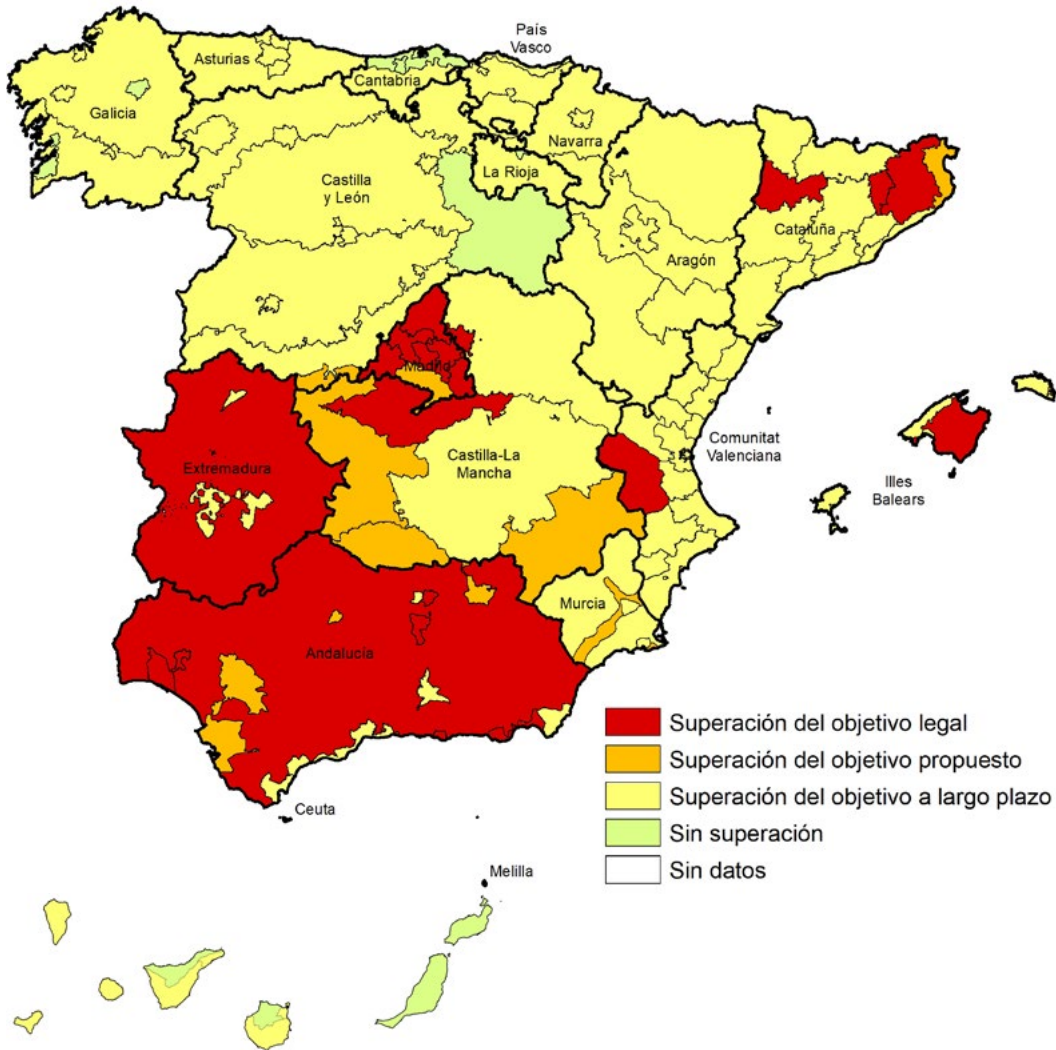 País
Vasco
Asturias
Cantabria
Galicia
Navarra
La Rioja
Castilla
y León
Cataluña
Aragón
Madrid
Comunitat
Valenciana
Castilla-La
Mancha
Extremadura
Illes
Balears
Murcia
Andalucía
Superación del objetivo legal
Superación del objetivo propuesto
Superación del objetivo a largo plazo
Sin superación
Sin datos
Ceuta
Melilla